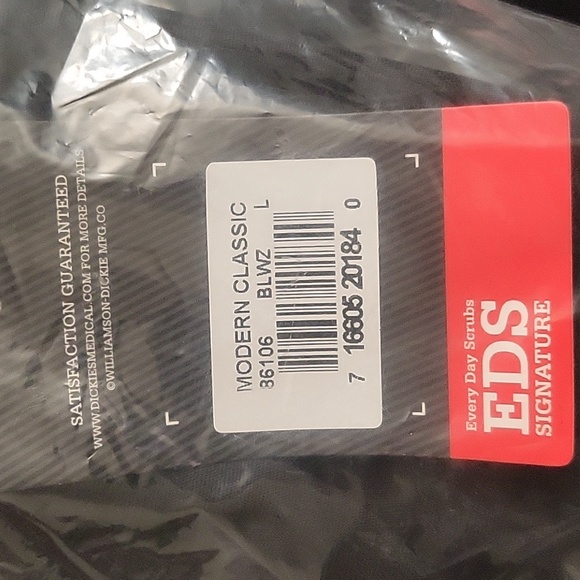 SATISFACTION GUARANTEED
WWW.DICKIESMEDICAL.COM FOR MORE DETAILS
©WILLIAMSON-DICKIE MFG.CO
MODERN CLASSIC
86106 BLWZ L
7 16605 20184 0
Every Day Scrubs
EDS
SIGNATURE